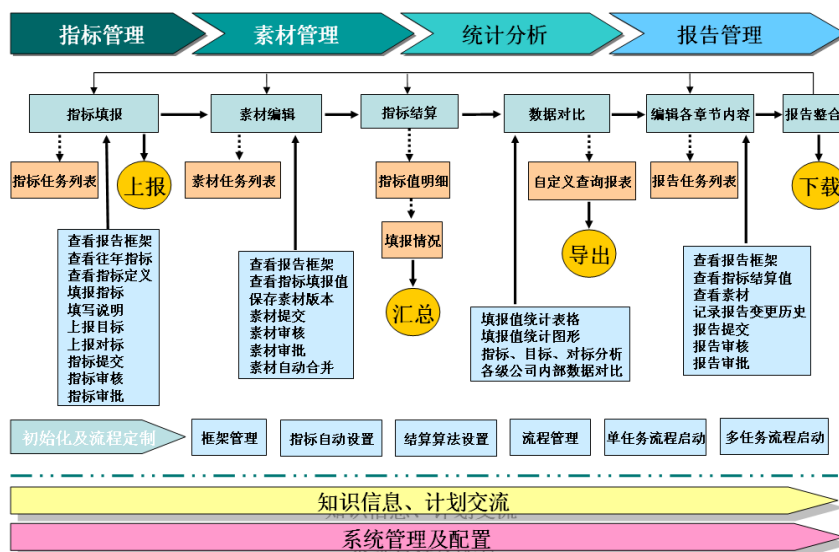 指标管理
素材管理
统计分析
报告管理
指标填报
素材编辑
指标结算
数据对比
编辑各章节内容
报告整合
指标任务列表
上报
素材任务列表
指标值明细
自定义查询报表
报告任务列表
下载
填报情况
导出
汇总
查看报告框架
查看往年指标
查看指标定义
填报指标
填写说明
上报目标
上报对标
指标提交
指标审核
指标审批
查看报告框架
查看指标填报值
保存素材版本
素材提交
素材审核
素材审批
素材自动合并
填报值统计表格
填报值统计图形
指标、目标、对标分析
各级公司内部数据对比
查看报告框架
查看指标结算值
查看素材
记录报告变更历史
报告提交
报告审核
报告审批
初始化及流程定制
框架管理
指标自动设置
结算算法设置
流程管理
单任务流程启动
多任务流程启动
知识信息、计划交流
系统管理及配置